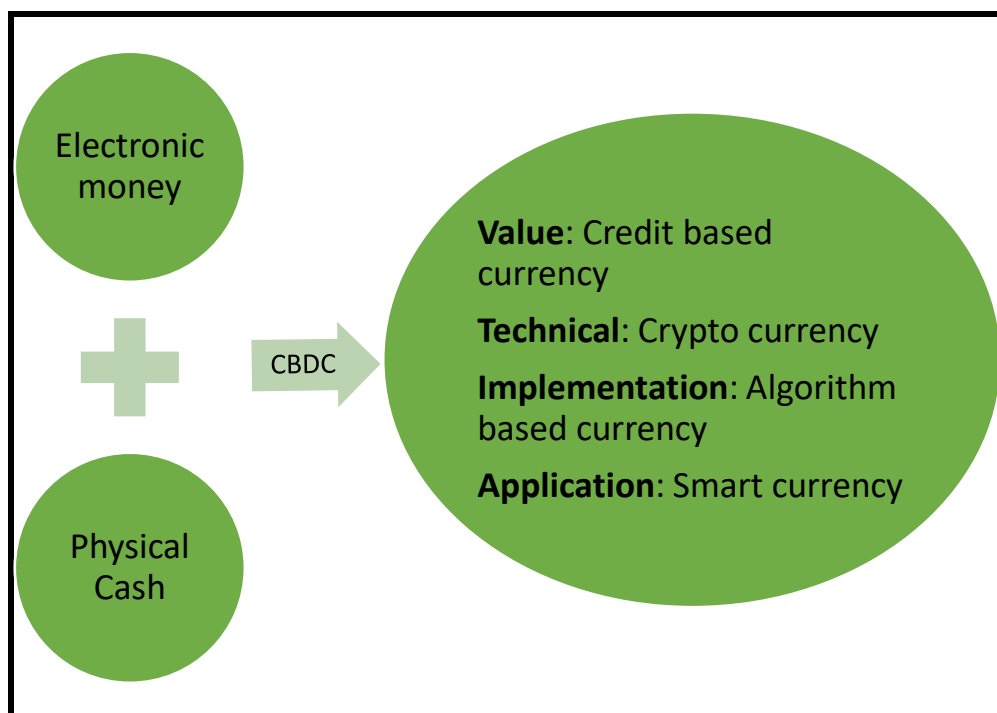 Electronic
money
Physical
Cash
CBDC
Value: Credit based
currency
Technical: Crypto currency
Implementation: Algorithm
based currency
Application: Smart currency